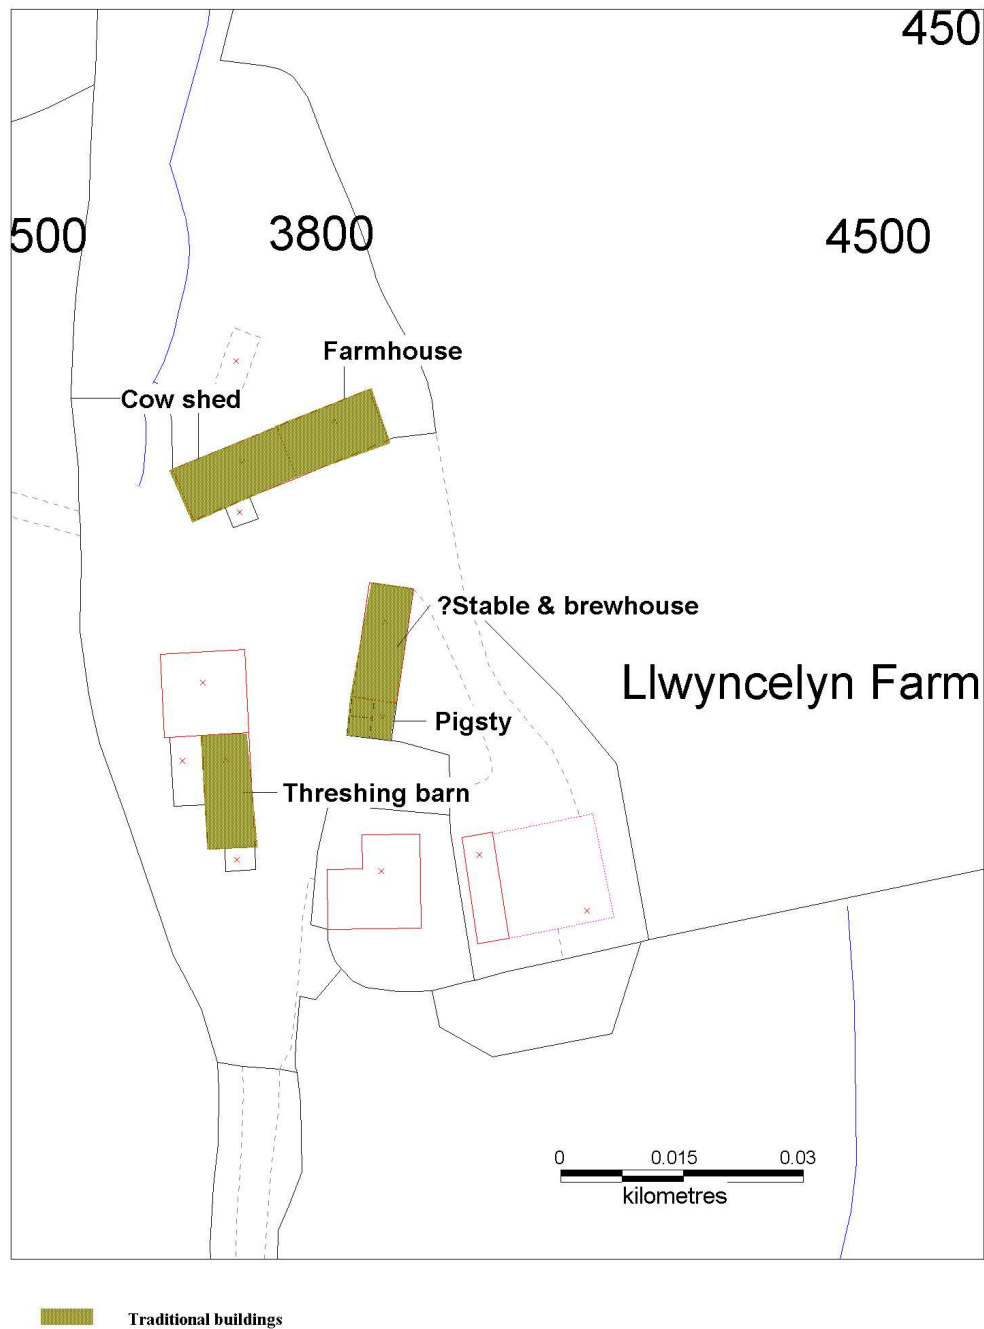 450
500
3800
4500
Farmhouse
Cow shed
?Stable & brewhouse
Llwyncelyn Farm
Pigsty
Threshing barn
0 0.015 0.03
kilometres
Traditional buildings